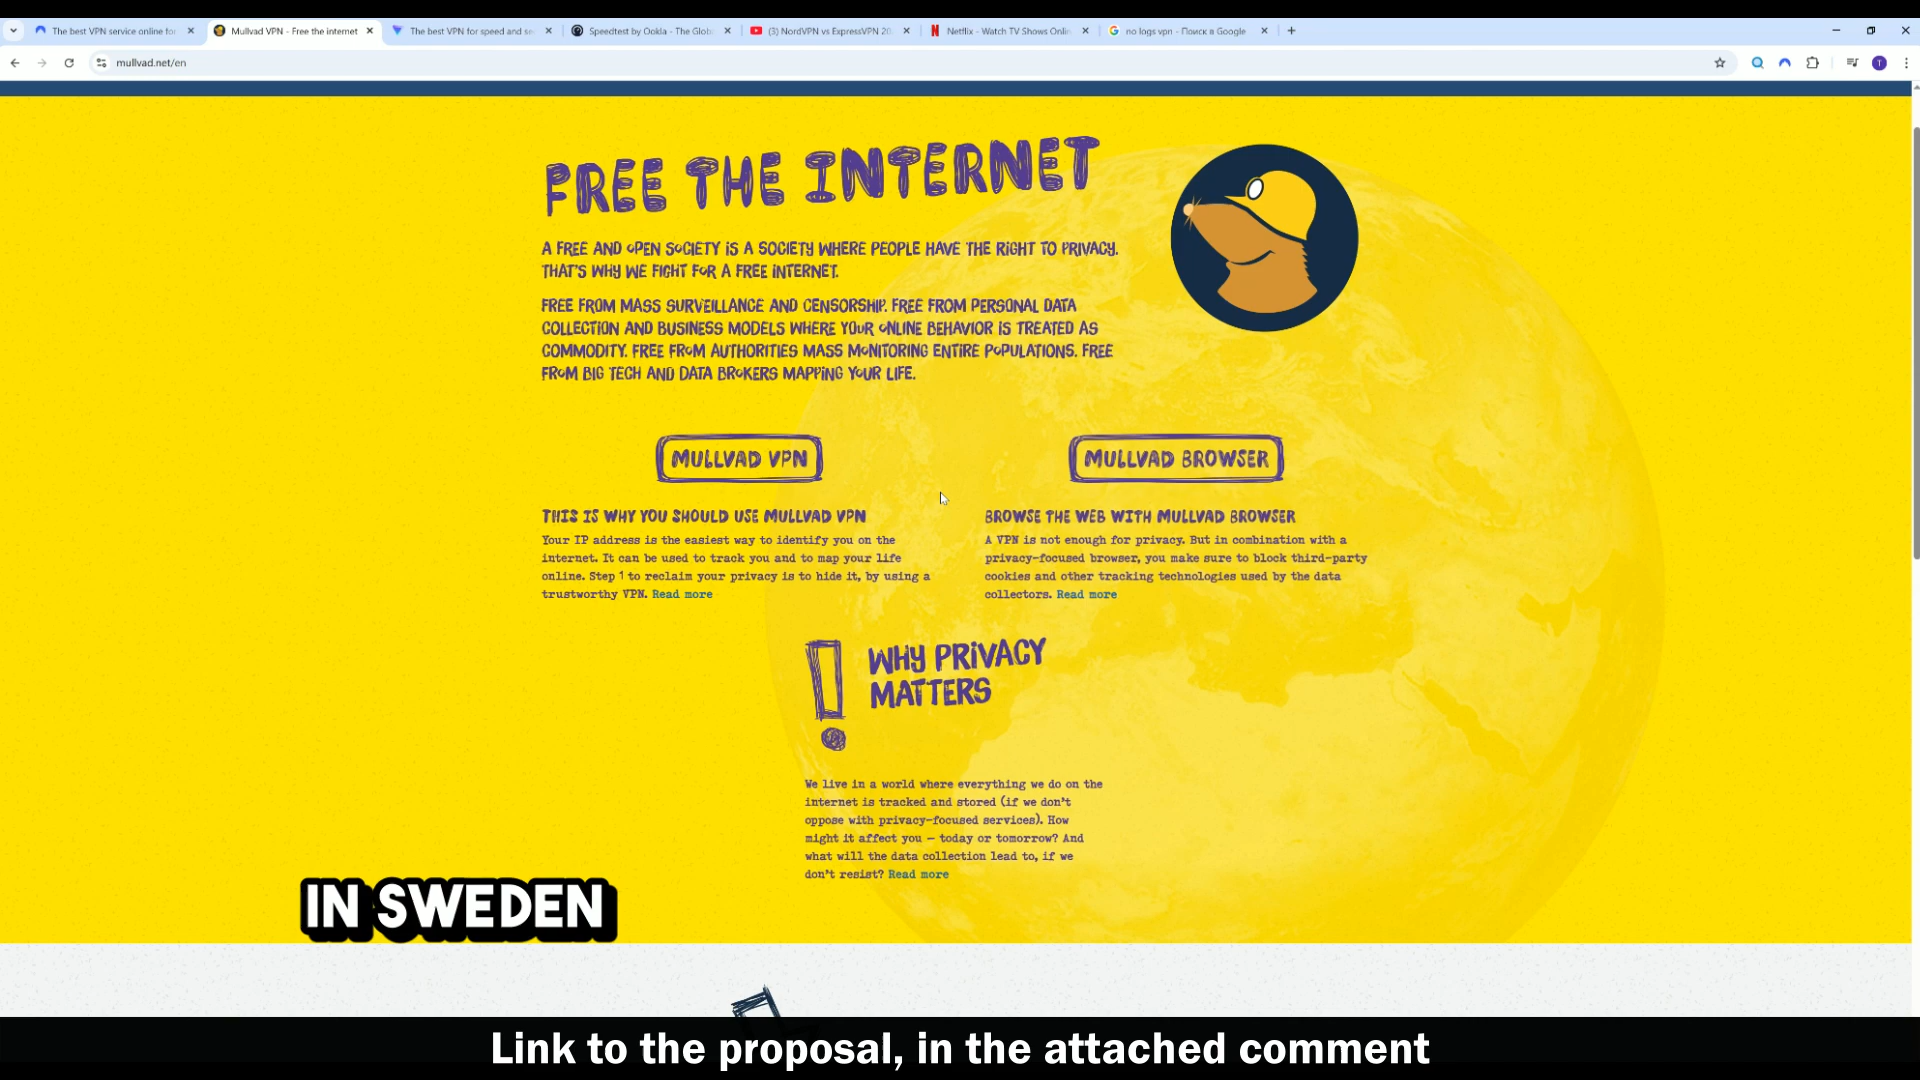 The best VPN service online for
Mullvad VPN - Free the internet
The best VPN for speed and se
Speedtest by Ookla - The Glob
(3) NordVPN vs ExpressVPN 20
Netflix - Watch TV Shows Onlin
no logs vpn - Поиск в Google
mullvad.net/en
T
FREE THE INTERNET
A FREE AND OPEN SOCIETY IS A SOCIETY WHERE PEOPLE HAVE THE RIGHT TO PRIVACY.
THAT'S WHY WE FIGHT FOR A FREE INTERNET.
FREE FROM MASS SURVEILLANCE AND CENSORSHIP. FREE FROM PERSONAL DATA
COLLECTION AND BUSINESS MODELS WHERE YOUR ONLINE BEHAVIOR IS TREATED AS
COMMODITY. FREE FROM AUTHORITIES MASS MONITORING ENTIRE POPULATIONS. FREE
FROM BIG TECH AND DATA BROKERS MAPPING YOUR LIFE.
MULLVAD VPN
THIS IS WHY YOU SHOULD USE MULLVAD VPN
Your IP address is the easiest way to identify you on the
internet. It can be used to track you and to map your life
online. Step 1 to reclaim your privacy is to hide it, by using a
trustworthy VPN. Read more
MULLVAD BROWSER
BROWSE THE WEB WITH MULLVAD BROWSER
A VPN is not enough for privacy. But in combination with a
privacy-focused browser, you make sure to block third-party
cookies and other tracking technologies used by the data
collectors. Read more
WHY PRIVACY
MATTERS
We live in a world where everything we do on the
internet is tracked and stored (if we don't
oppose with privacy-focused services). How
might it affect you – today or tomorrow? And
what will the data collection lead to, if we
don't resist? Read more
IN SWEDEN
Link to the proposal, in the attached comment